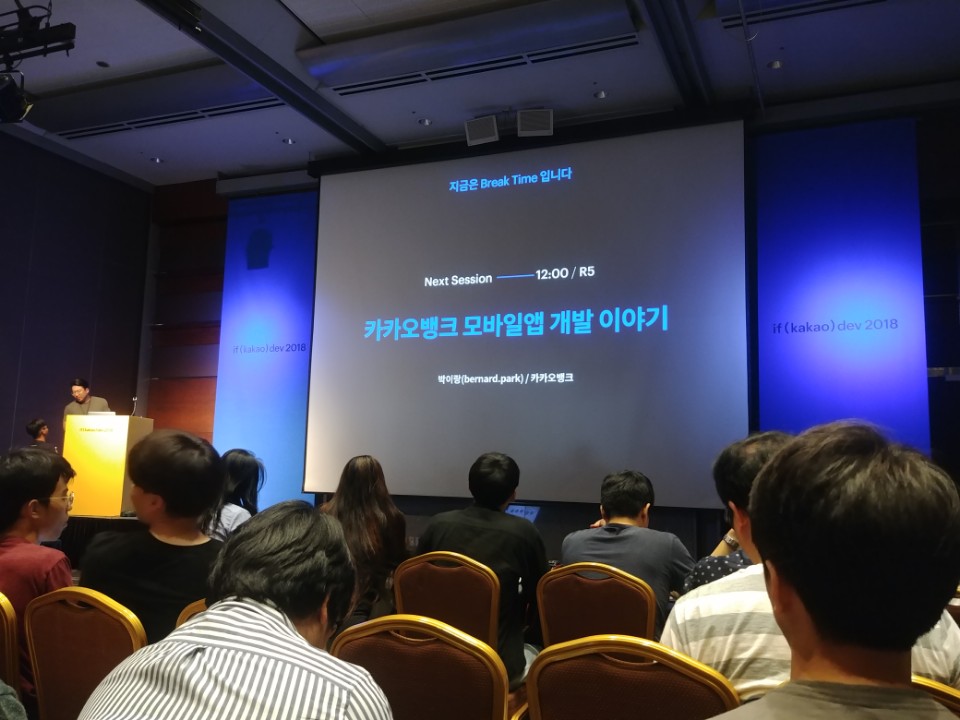 지금은 Break Time 입니다
Next Session 12:00 / R5
카카오뱅크 모바일앱 개발 이야기
박이랑(bernard.park) / 카카오뱅크
if (kakao) dev 2018
if (kakao) dev 2018